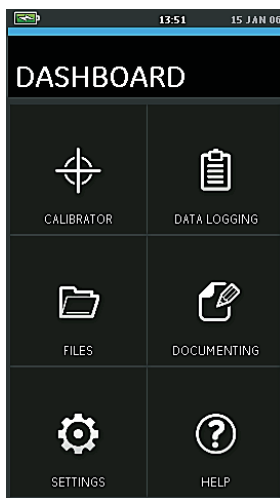 13:51 15 JAN 06
DASHBOARD
CALIBRATOR DATA LOGGING
FILES DOCUMENTING
SETTINGS HELP